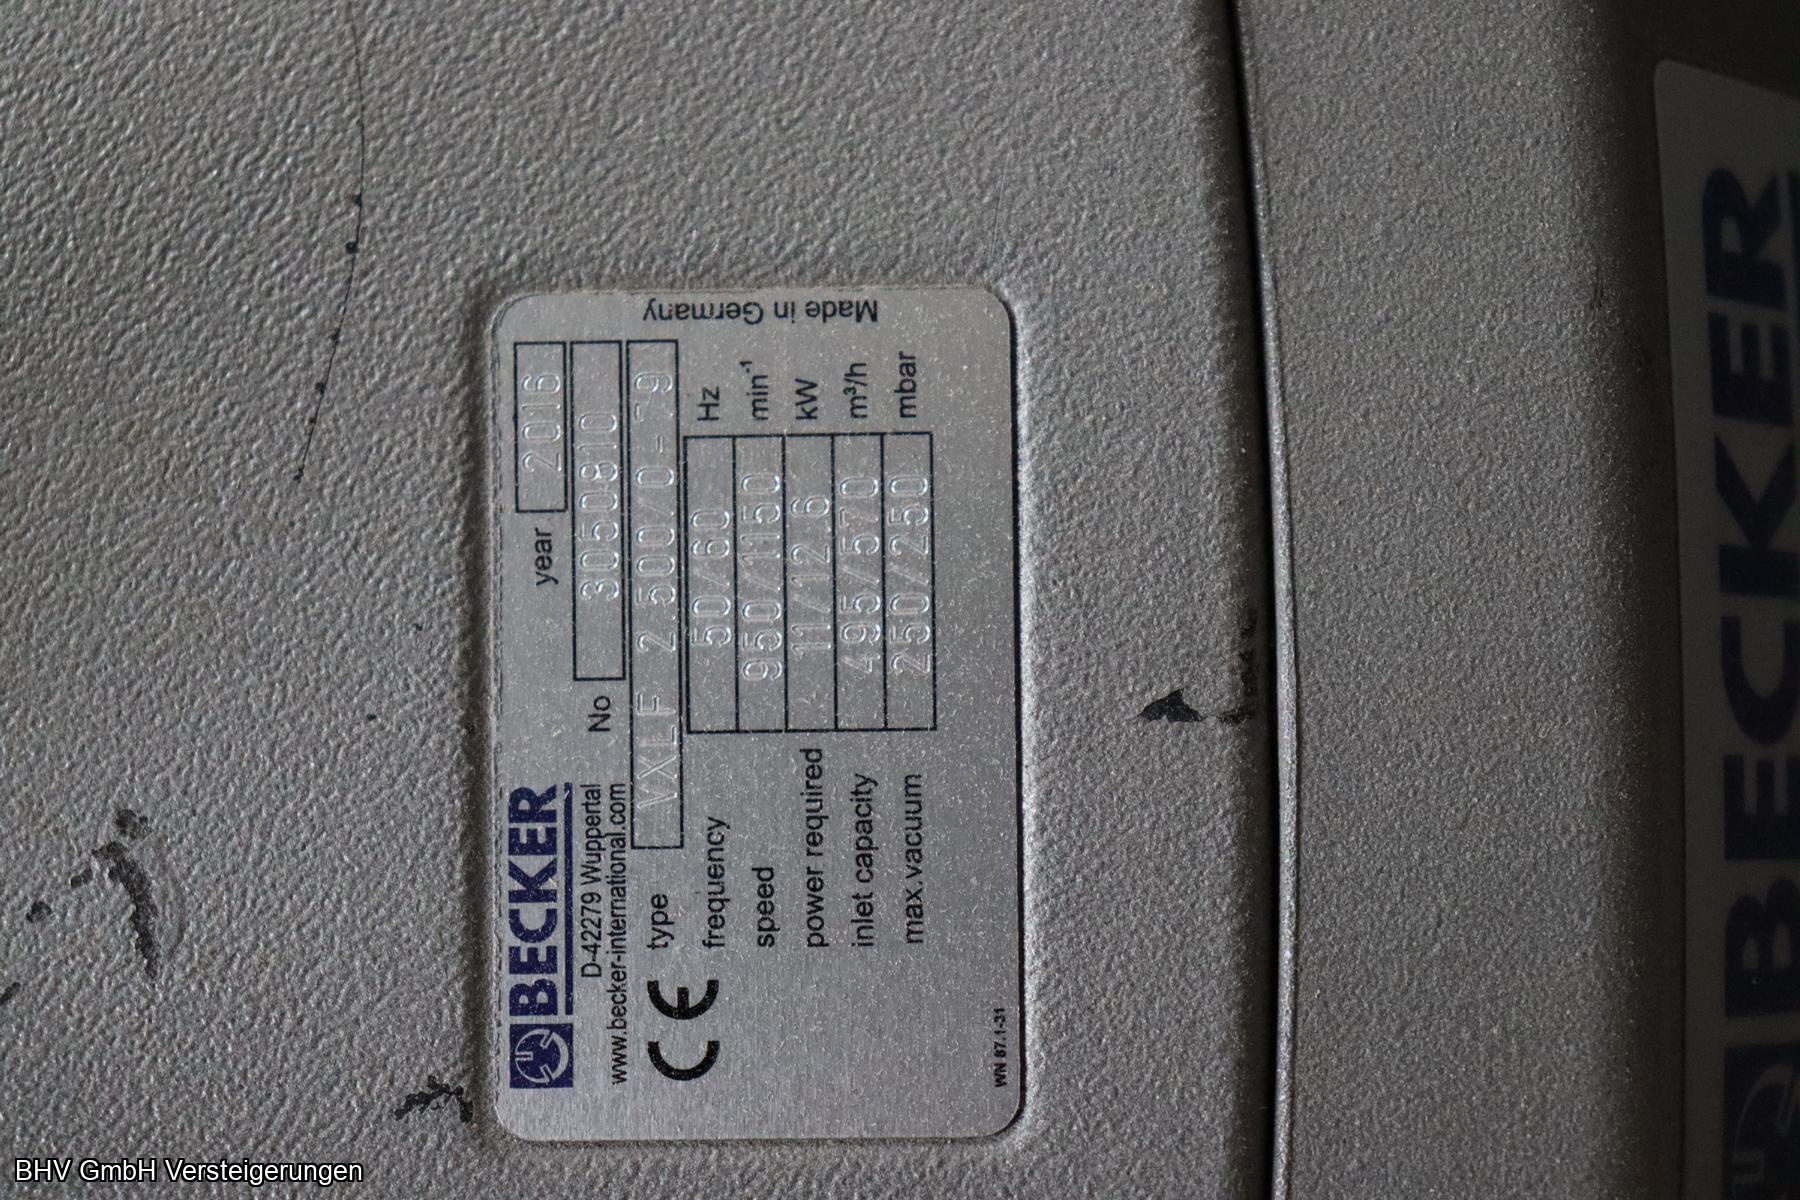 BECKER
D-42279 Wuppertal
www.becker-international.com
year 2016
No 3050810
type VXLF 2.500/0-
frequency 50/60 Hz
speed 950/1150 min⁻¹
power required 11/12.6 kW
inlet capacity 495/570 m³/h
max.vacuum 250/250 mbar
Made in Germany
CE
WN 87.1-31
BECKER
BHV GmbH Versteigerungen